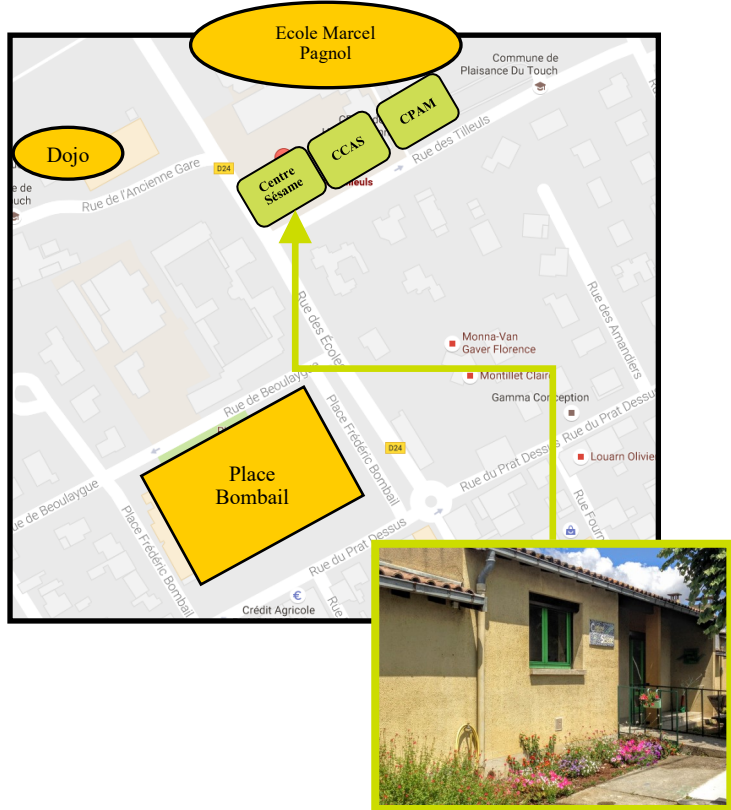 Ecole Marcel
Pagnol
Commune de
Plaisance Du Touch
CPAM
CCAS
Centre
Sésame
Rue des Tilleuls
Dojo
D24
Rue de l'Ancienne Gare
Rue des Écoles
Rue des Amandiers
Monna-Van
Gaver Florence
Montillet Claire
Gamma Conception
Rue de Beoulaygue
Place Frédéric Bombail
D24
Rue du Prat Dessus
Rue du Prat Dessus
Louarn Olivier
Place
Bombail
Place Frédéric Bombail
Rue du Prat Dessus
Crédit Agricole
€